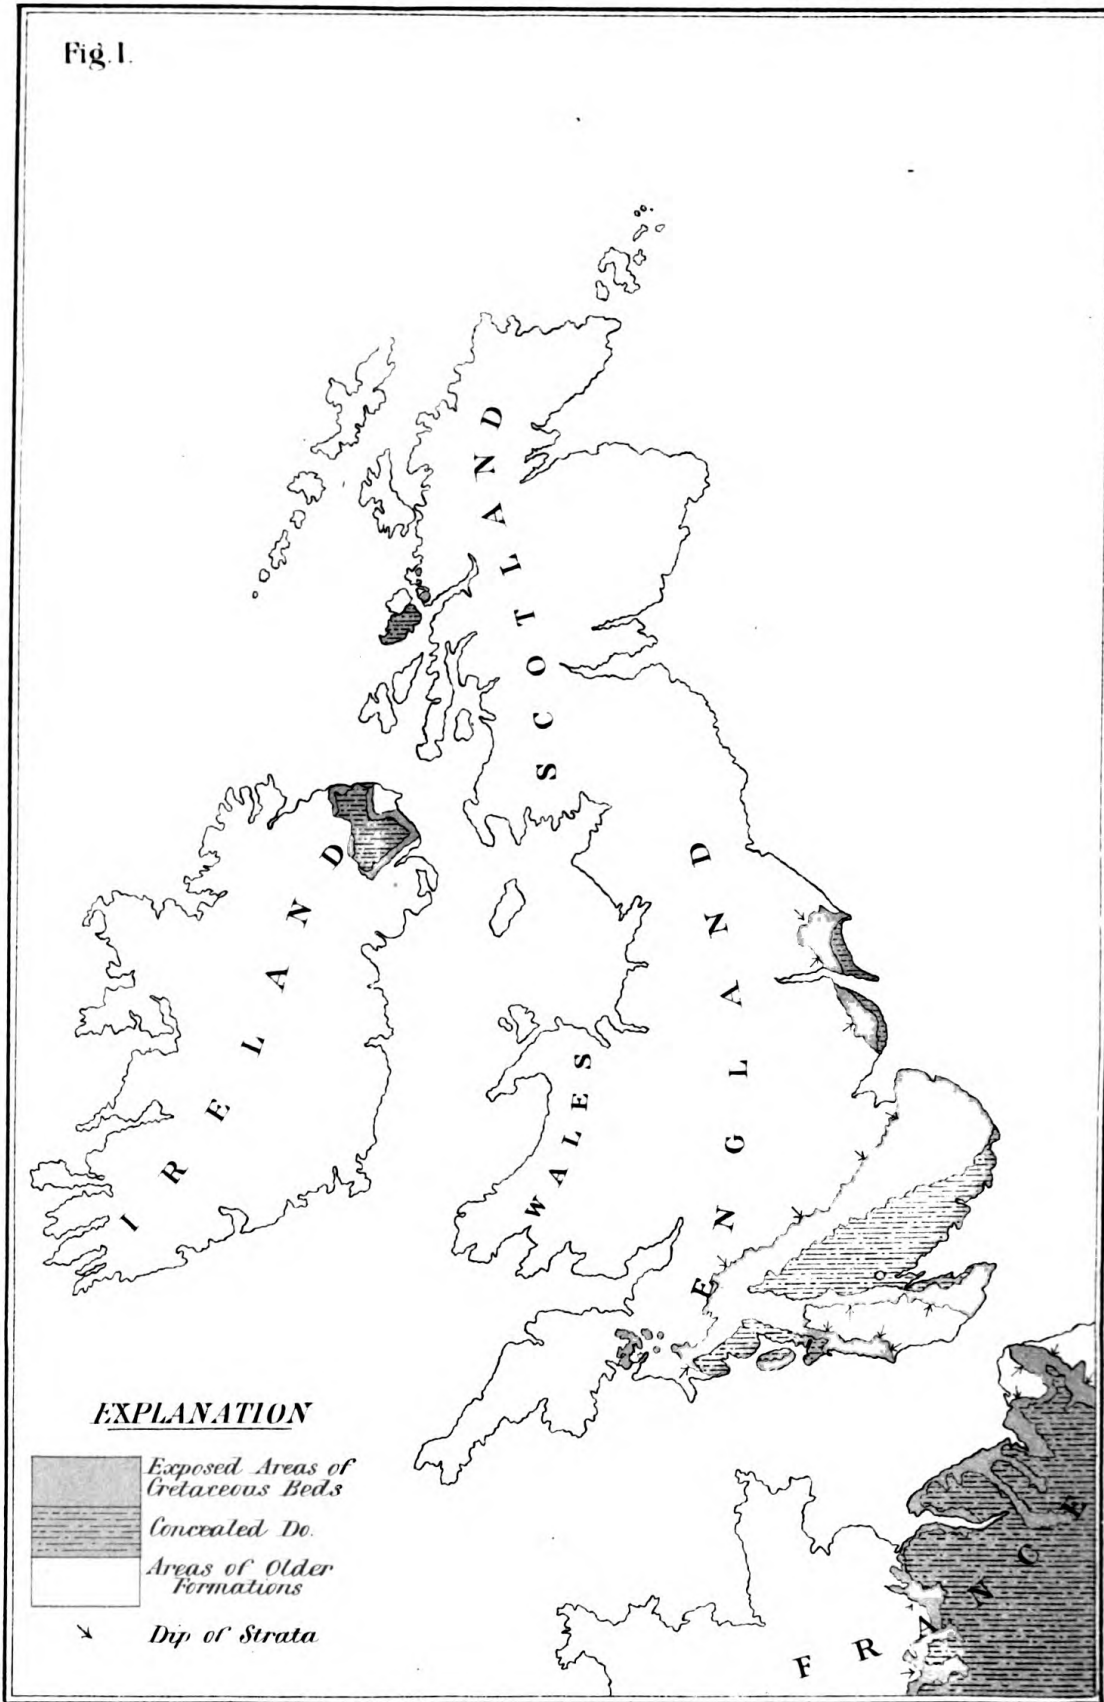 Fig. 1.
SCOTLAND
IRELAND
ENGLAND
WALES
FRANCE
EXPLANATION
Exposed Areas of
Cretaceous Beds
Concealed Do.
Areas of Older
Formations
Dip of Strata